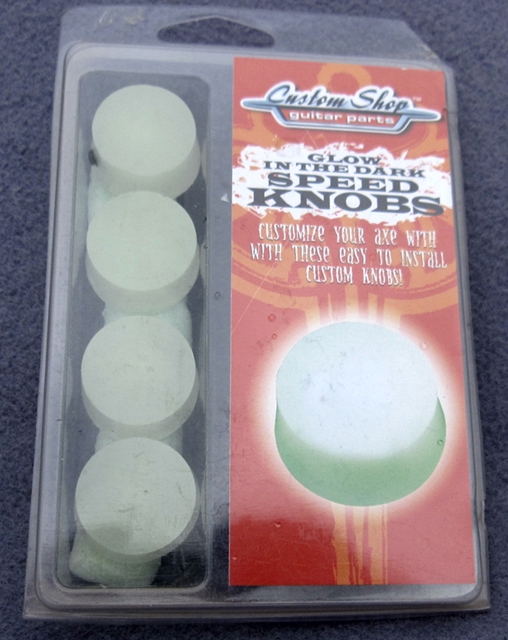 Custom Shop™
guitar parts
GLOW
IN THE DARK
SPEED
KNOBS
CUSTOMIZE YOUR AXE WITH
WITH THESE EASY TO INSTALL
CUSTOM KNOBS!